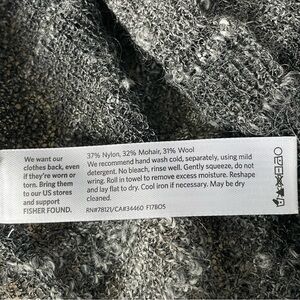 We want our
clothes back, even
if they're worn or
torn. Bring them
to our US stores
and support
FISHER FOUND.
37% Nylon, 32% Mohair, 31% Wool
We recommend hand wash cold, separately, using mild
detergent. No bleach, rinse well. Gently squeeze, do not
wring. Roll in towel to remove excess moisture. Reshape
and lay flat to dry. Cool iron if necessary. May be dry
cleaned.
RN#78121/CA#34460 F17BOS